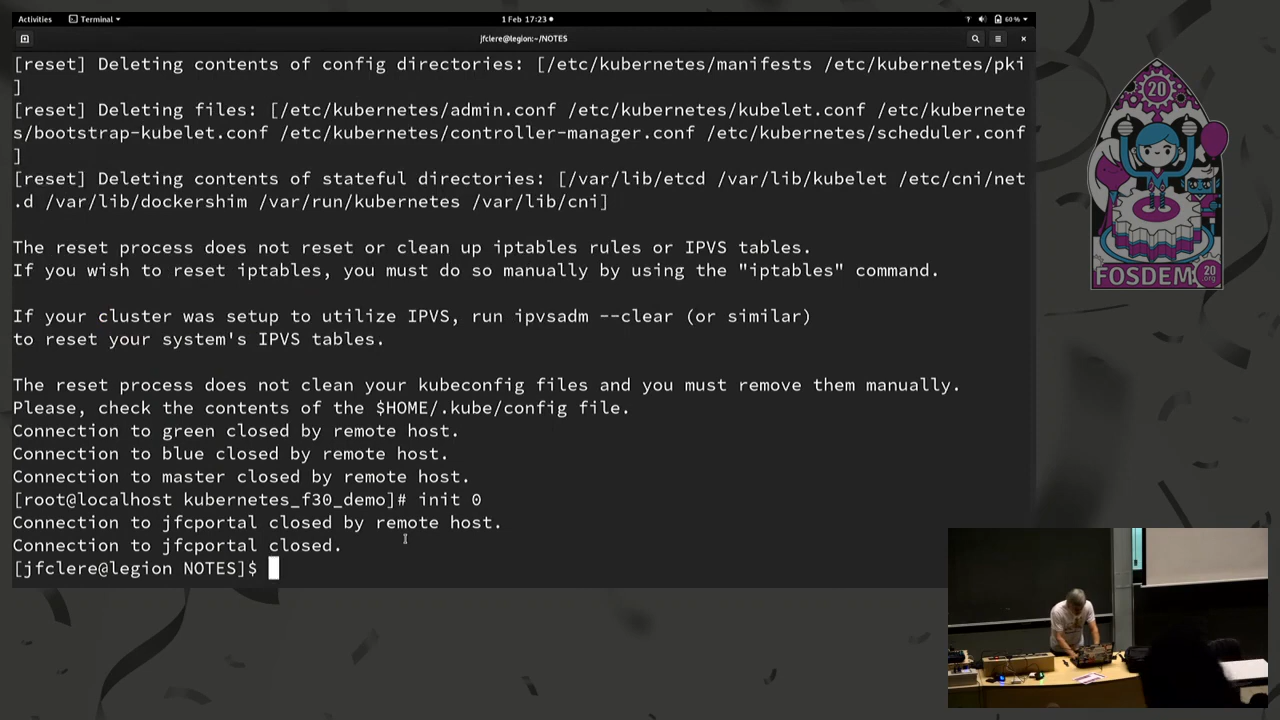 Activities
Terminal
1 Feb 17:23
60 %
jfclere@legion:~/NOTES
[reset] Deleting contents of config directories: [/etc/kubernetes/manifests /etc/kubernetes/pki
]
[reset] Deleting files: [/etc/kubernetes/admin.conf /etc/kubernetes/kubelet.conf /etc/kubernete
s/bootstrap-kubelet.conf /etc/kubernetes/controller-manager.conf /etc/kubernetes/scheduler.conf
]
[reset] Deleting contents of stateful directories: [/var/lib/etcd /var/lib/kubelet /etc/cni/net
.d /var/lib/dockershim /var/run/kubernetes /var/lib/cni]
The reset process does not reset or clean up iptables rules or IPVS tables.
If you wish to reset iptables, you must do so manually by using the "iptables" command.
If your cluster was setup to utilize IPVS, run ipvsadm --clear (or similar)
to reset your system's IPVS tables.
The reset process does not clean your kubeconfig files and you must remove them manually.
Please, check the contents of the $HOME/.kube/config file.
Connection to green closed by remote host.
Connection to blue closed by remote host.
Connection to master closed by remote host.
[root@localhost kubernetes_f30_demo]# init 0
Connection to jfcportal closed by remote host.
Connection to jfcportal closed.
[jfclere@legion NOTES]$
20
FOSDEM
20
.org